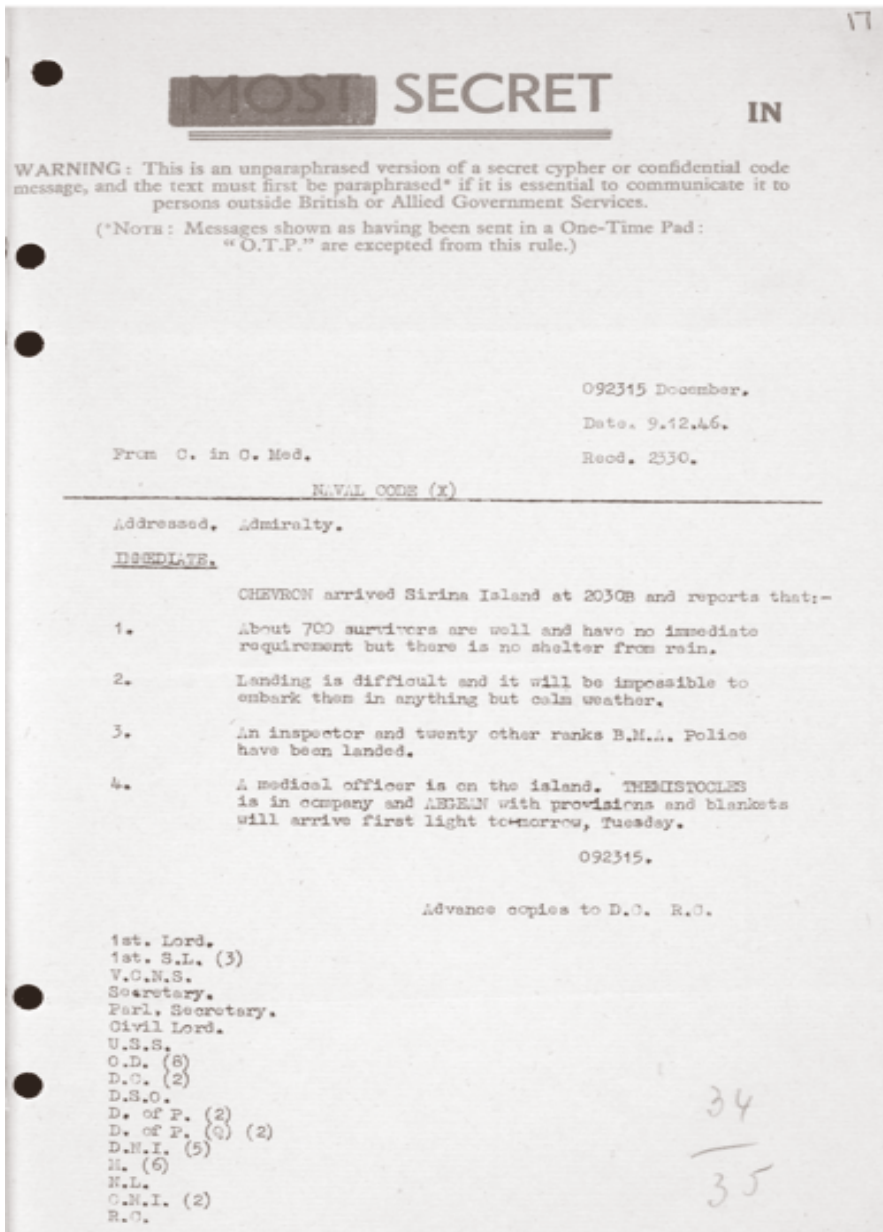 17
MOST SECRET
IN
WARNING: This is an unparaphrased version of a secret cypher or confidential code
message, and the text must first be paraphrased* if it is essential to communicate it to
persons outside British or Allied Government Services.
(*NOTE: Messages shown as having been sent in a One-Time Pad:
"O.T.P." are excepted from this rule.)
092315 December.
Date. 9.12.46.
From C. in C. Med.
Recd. 2330.
NAVAL CODE (X)
Addressed. Admiralty.
IMMEDIATE.
CHEVRON arrived Sirina Island at 2030B and reports that:-
1. About 700 survivors are well and have no immediate
requirement but there is no shelter from rain.
2. Landing is difficult and it will be impossible to
embark them in anything but calm weather.
3. An inspector and twenty other ranks B.M.A. Police
have been landed.
4. A medical officer is on the island. THEMISTOCLES
is in company and AEGEAN with provisions and blankets
will arrive first light to-morrow, Tuesday.
092315.
Advance copies to D.C. R.C.
1st. Lord.
1st. S.L. (3)
V.C.N.S.
Secretary.
Parl, Secretary.
Civil Lord.
U.S.S.
O.D. (8)
D.C. (2)
D.S.O.
D. of P. (2)
D. of P. (Q) (2)
D.N.I. (5)
M. (6)
N.L.
C.N.I. (2)
R.C.
34
35